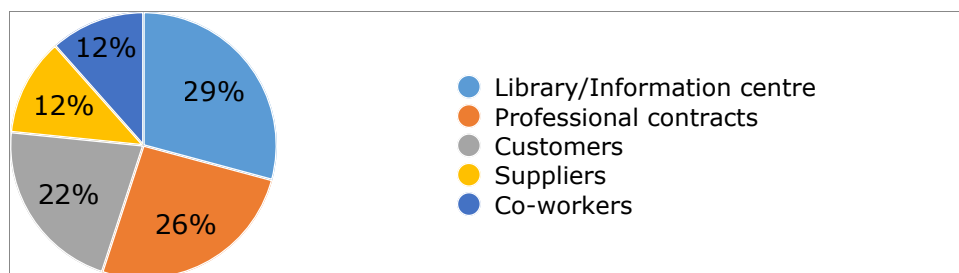 12%
29%
12%
22%
26%
Library/Information centre
Professional contracts
Customers
Suppliers
Co-workers